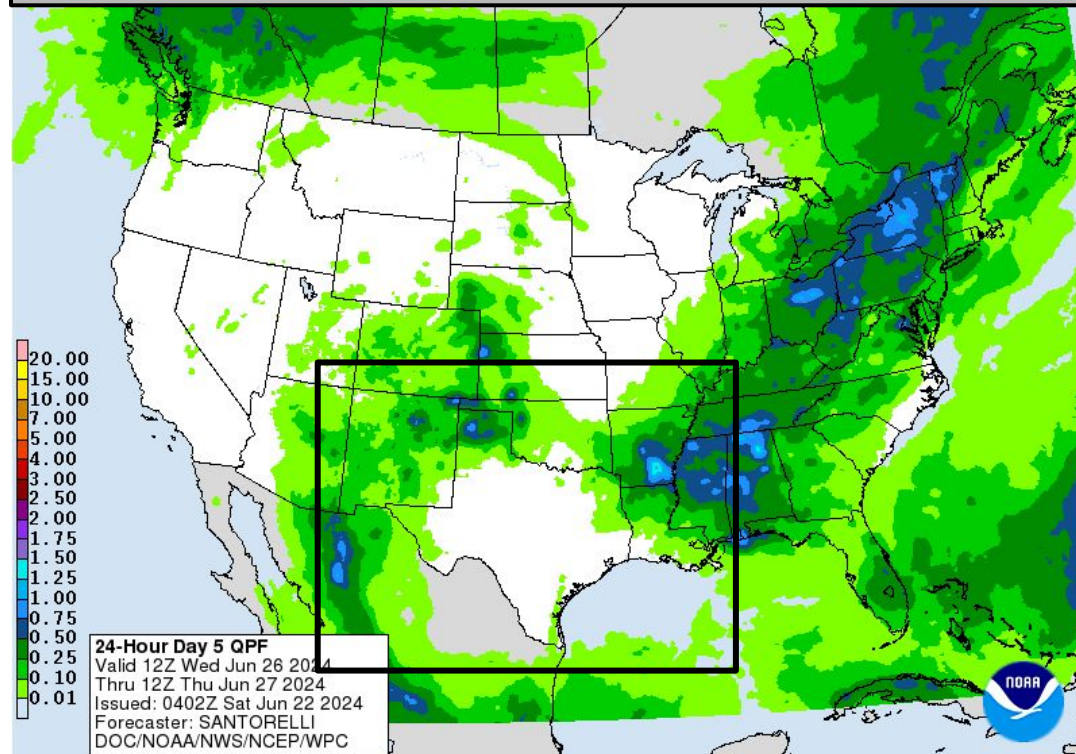 20.00
15.00
10.00
7.00
5.00
4.00
3.00
2.50
2.00
1.75
1.50
1.25
1.00
0.75
0.50
0.25
0.10
0.01
24-Hour Day 5 QPF
Valid 12Z Wed Jun 26 2024
Thru 12Z Thu Jun 27 2024
Issued: 0402Z Sat Jun 22 2024
Forecaster: SANTORELLI
DOC/NOAA/NWS/NCEP/WPC
NOAA